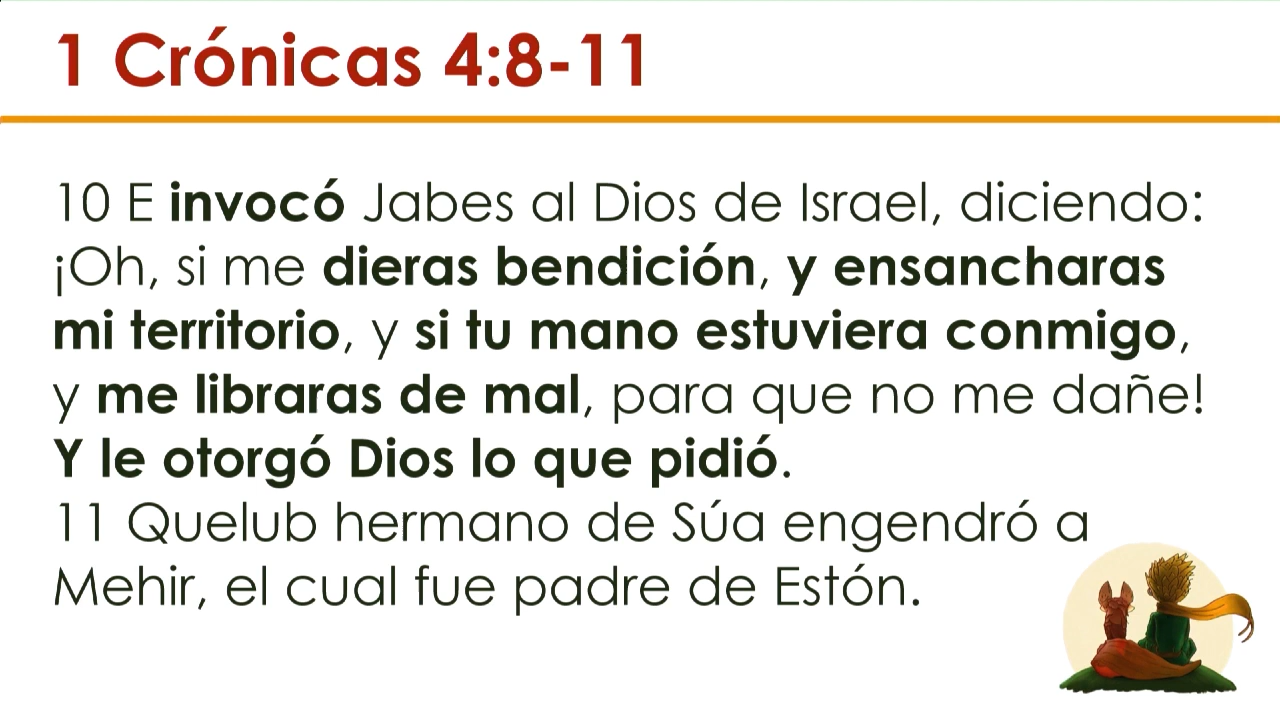 1 Crónicas 4:8-11
10 E invocó Jabes al Dios de Israel, diciendo:
¡Oh, si me dieras bendición, y ensancharas
mi territorio, y si tu mano estuviera conmigo,
y me libraras de mal, para que no me dañe!
Y le otorgó Dios lo que pidió.
11 Quelub hermano de Súa engendró a
Mehir, el cual fue padre de Estón.